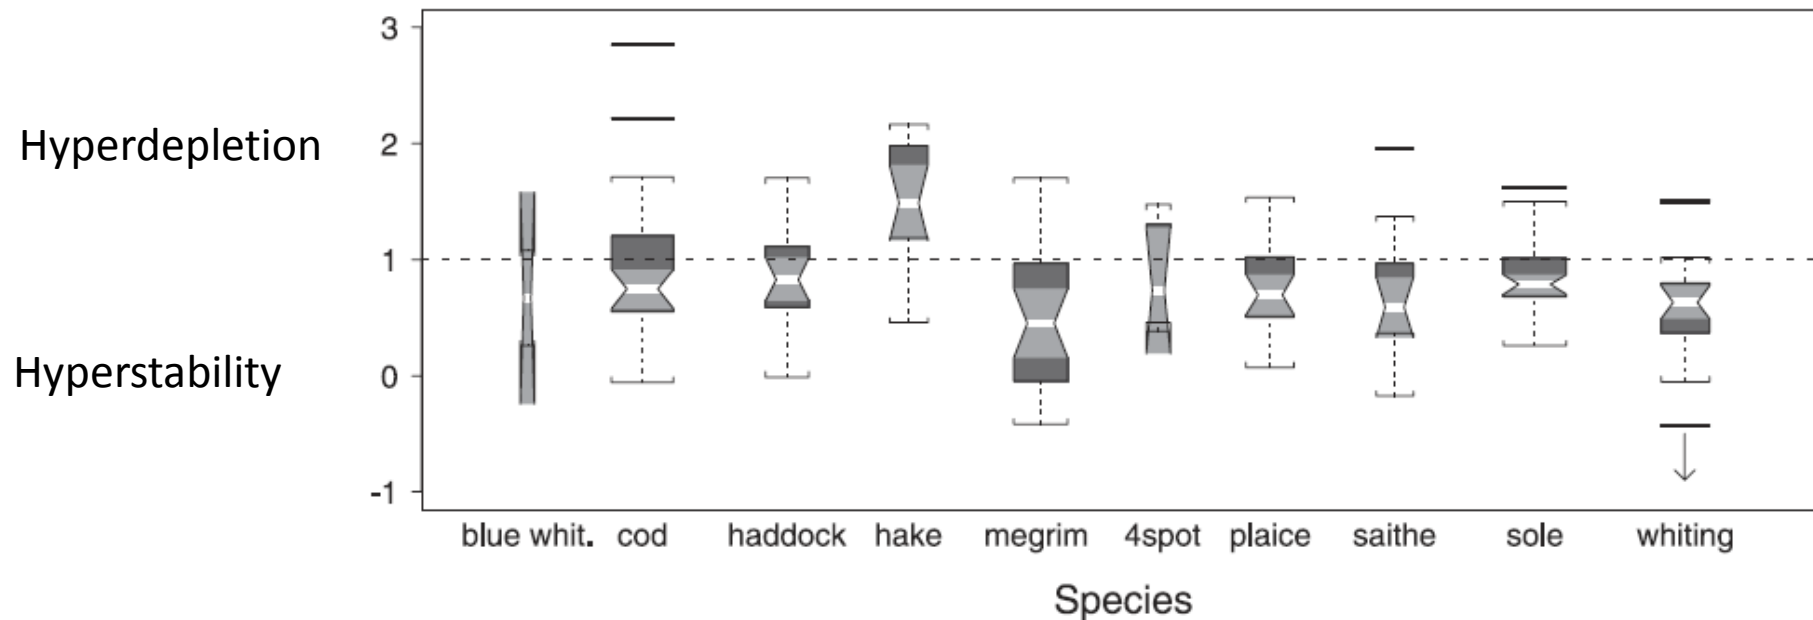 3
Hyperdepletion
2
1
Hyperstability
0
-1
blue whit. cod haddock hake megrim 4spot plaice saithe sole whiting
Species